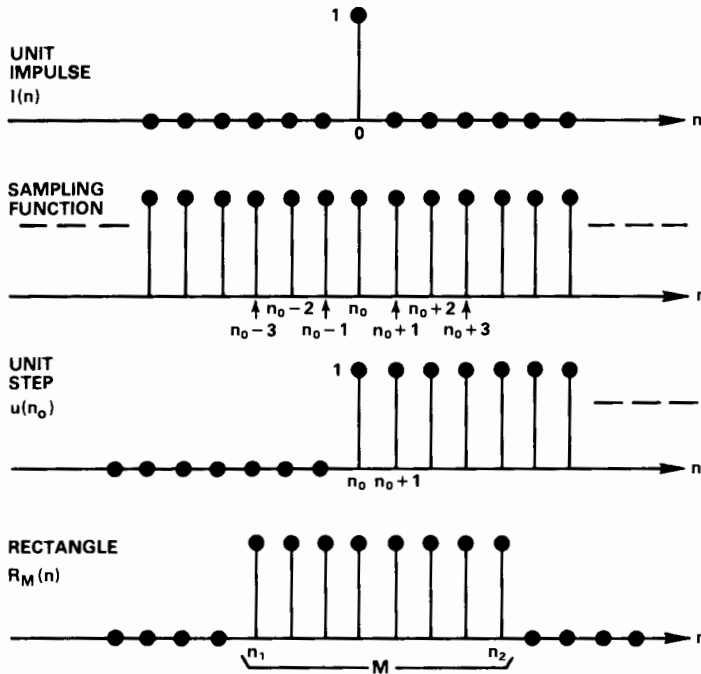 1
UNIT
IMPULSE
I(n)
n
0
SAMPLING
FUNCTION
n
n₀−2 n₀ n₀+2
n₀−3 n₀−1 n₀+1 n₀+3
UNIT
STEP
u(n₀)
1
n
n₀ n₀+1
RECTANGLE
R_M(n)
n
n₁ n₂
M